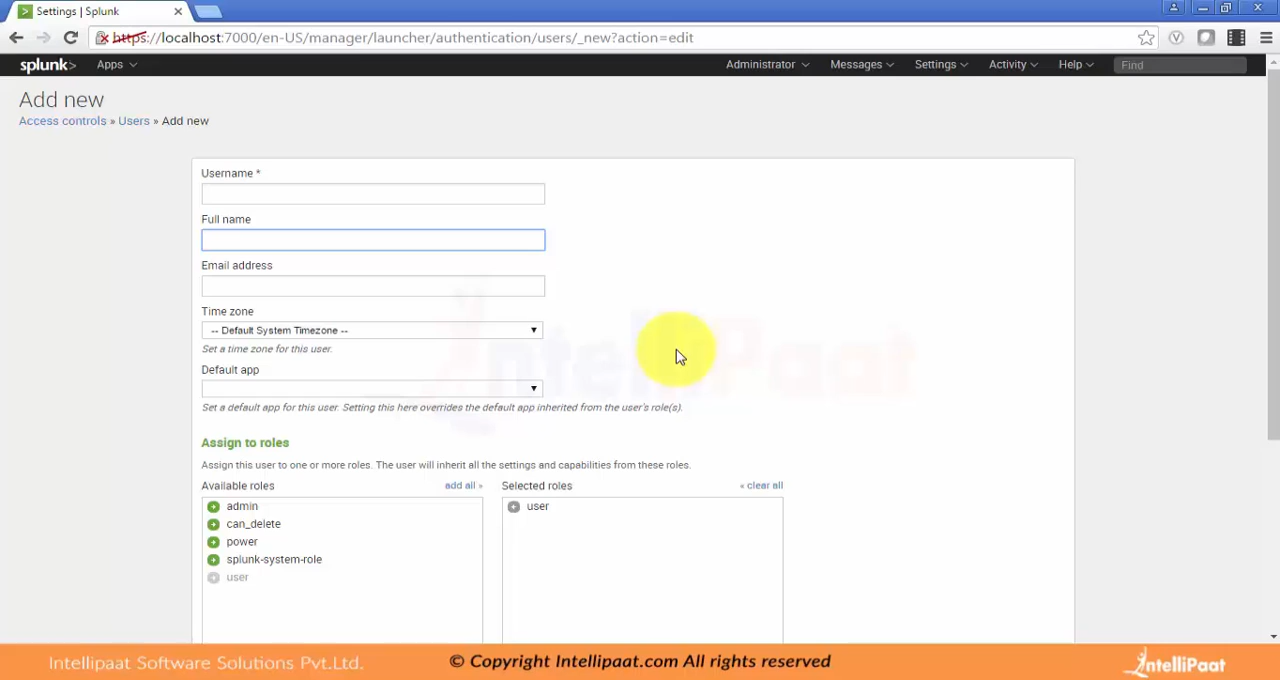 Settings | Splunk
https://localhost:7000/en-US/manager/launcher/authentication/users/_new?action=edit
splunk> Apps Administrator Messages Settings Activity Help Find
Add new
Access controls » Users » Add new
Username *
Full name
Email address
Time zone
-- Default System Timezone --
Set a time zone for this user.
Default app
Set a default app for this user. Setting this here overrides the default app inherited from the user's role(s).
Assign to roles
Assign this user to one or more roles. The user will inherit all the settings and capabilities from these roles.
Available roles add all » Selected roles « clear all
admin user
can_delete
power
splunk-system-role
user
IntelliPaat
Intellipaat Software Solutions Pvt.Ltd. © Copyright Intellipaat.com All rights reserved IntelliPaat